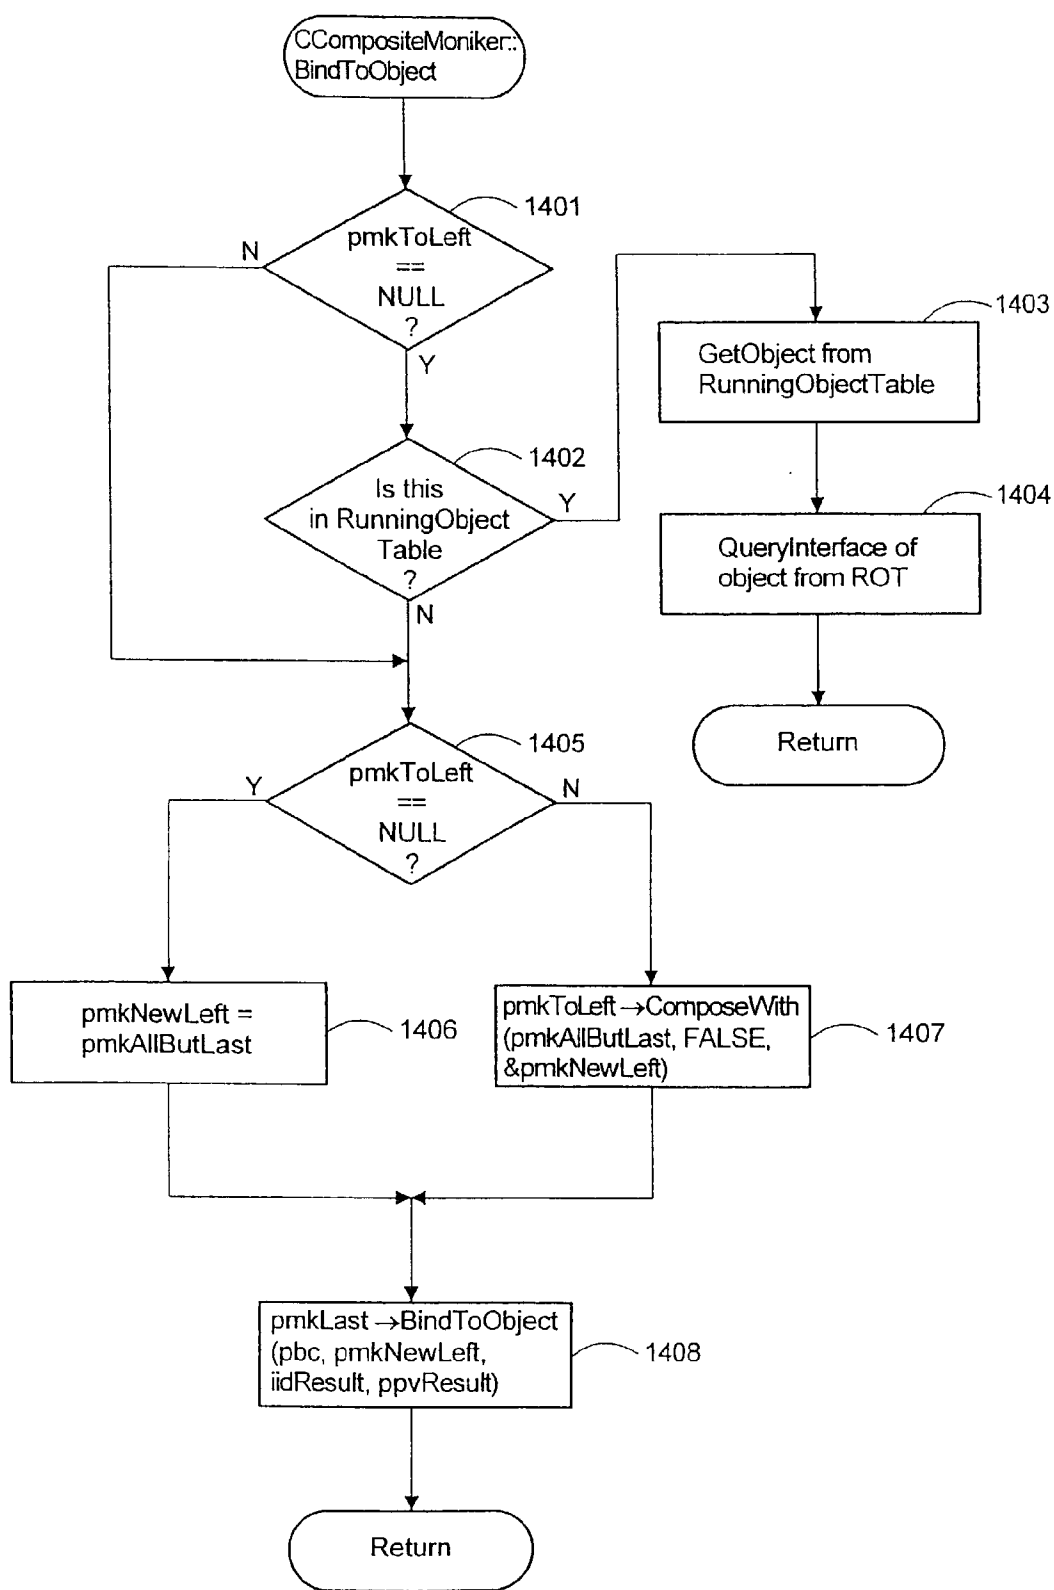 CCompositeMoniker::
BindToObject
1401
pmkToLeft
==
NULL
?
N
Y
1402
Is this
in RunningObject
Table
?
Y
N
1403
GetObject from
RunningObjectTable
1404
QueryInterface of
object from ROT
Return
1405
pmkToLeft
==
NULL
?
Y
N
pmkNewLeft =
pmkAllButLast
1406
pmkToLeft →ComposeWith
(pmkAllButLast, FALSE,
&pmkNewLeft)
1407
pmkLast →BindToObject
(pbc, pmkNewLeft,
iidResult, ppvResult)
1408
Return